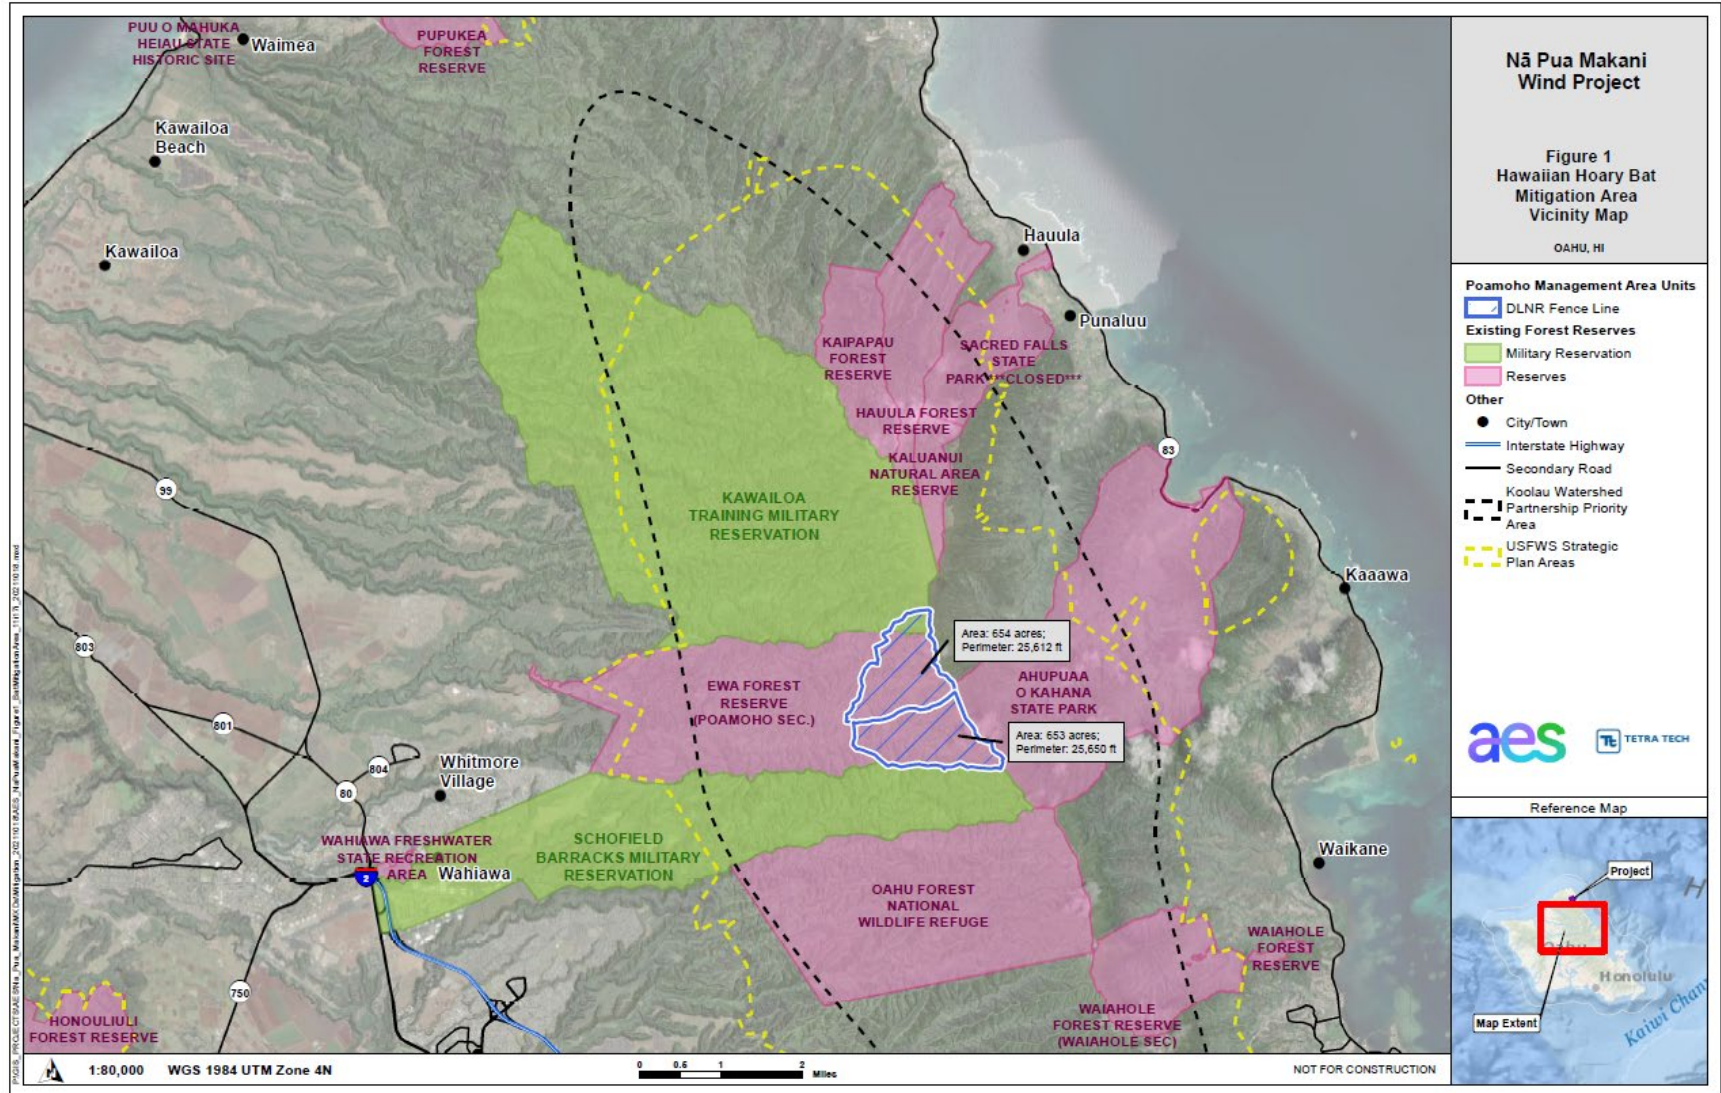 PUU O MAHUKA
HEIAU STATE
HISTORIC SITE
Waimea
PUPUKEA
FOREST
RESERVE
Kawailoa
Beach
Kawailoa
Hauula
Punaluu
KAIPAPAU
FOREST
RESERVE
SACRED FALLS
STATE
PARK ***CLOSED***
HAUULA FOREST
RESERVE
KALUANUI
NATURAL AREA
RESERVE
83
99
KAWAILOA
TRAINING MILITARY
RESERVATION
Kaaawa
803
801
804
80
Area: 654 acres;
Perimeter: 25,612 ft
EWA FOREST
RESERVE
(POAMOHO SEC.)
AHUPUAA
O KAHANA
STATE PARK
Area: 653 acres;
Perimeter: 25,650 ft
Whitmore
Village
WAHIAWA FRESHWATER
STATE RECREATION
AREA
Wahiawa
2
SCHOFIELD
BARRACKS MILITARY
RESERVATION
Waikane
OAHU FOREST
NATIONAL
WILDLIFE REFUGE
WAIAHOLE
FOREST
RESERVE
750
HONOULIULI
FOREST RESERVE
WAIAHOLE
FOREST RESERVE
(WAIAHOLE SEC)
1:80,000 WGS 1984 UTM Zone 4N
0 0.5 1 2
Miles
NOT FOR CONSTRUCTION
Nā Pua Makani
Wind Project
Figure 1
Hawaiian Hoary Bat
Mitigation Area
Vicinity Map
OAHU, HI
Poamoho Management Area Units
DLNR Fence Line
Existing Forest Reserves
Military Reservation
Reserves
Other
City/Town
Interstate Highway
Secondary Road
Koolau Watershed
Partnership Priority
Area
USFWS Strategic
Plan Areas
aes
Tt TETRA TECH
Reference Map
Project
H
Oahu
Honolulu
Map Extent
Kaiwi Chann